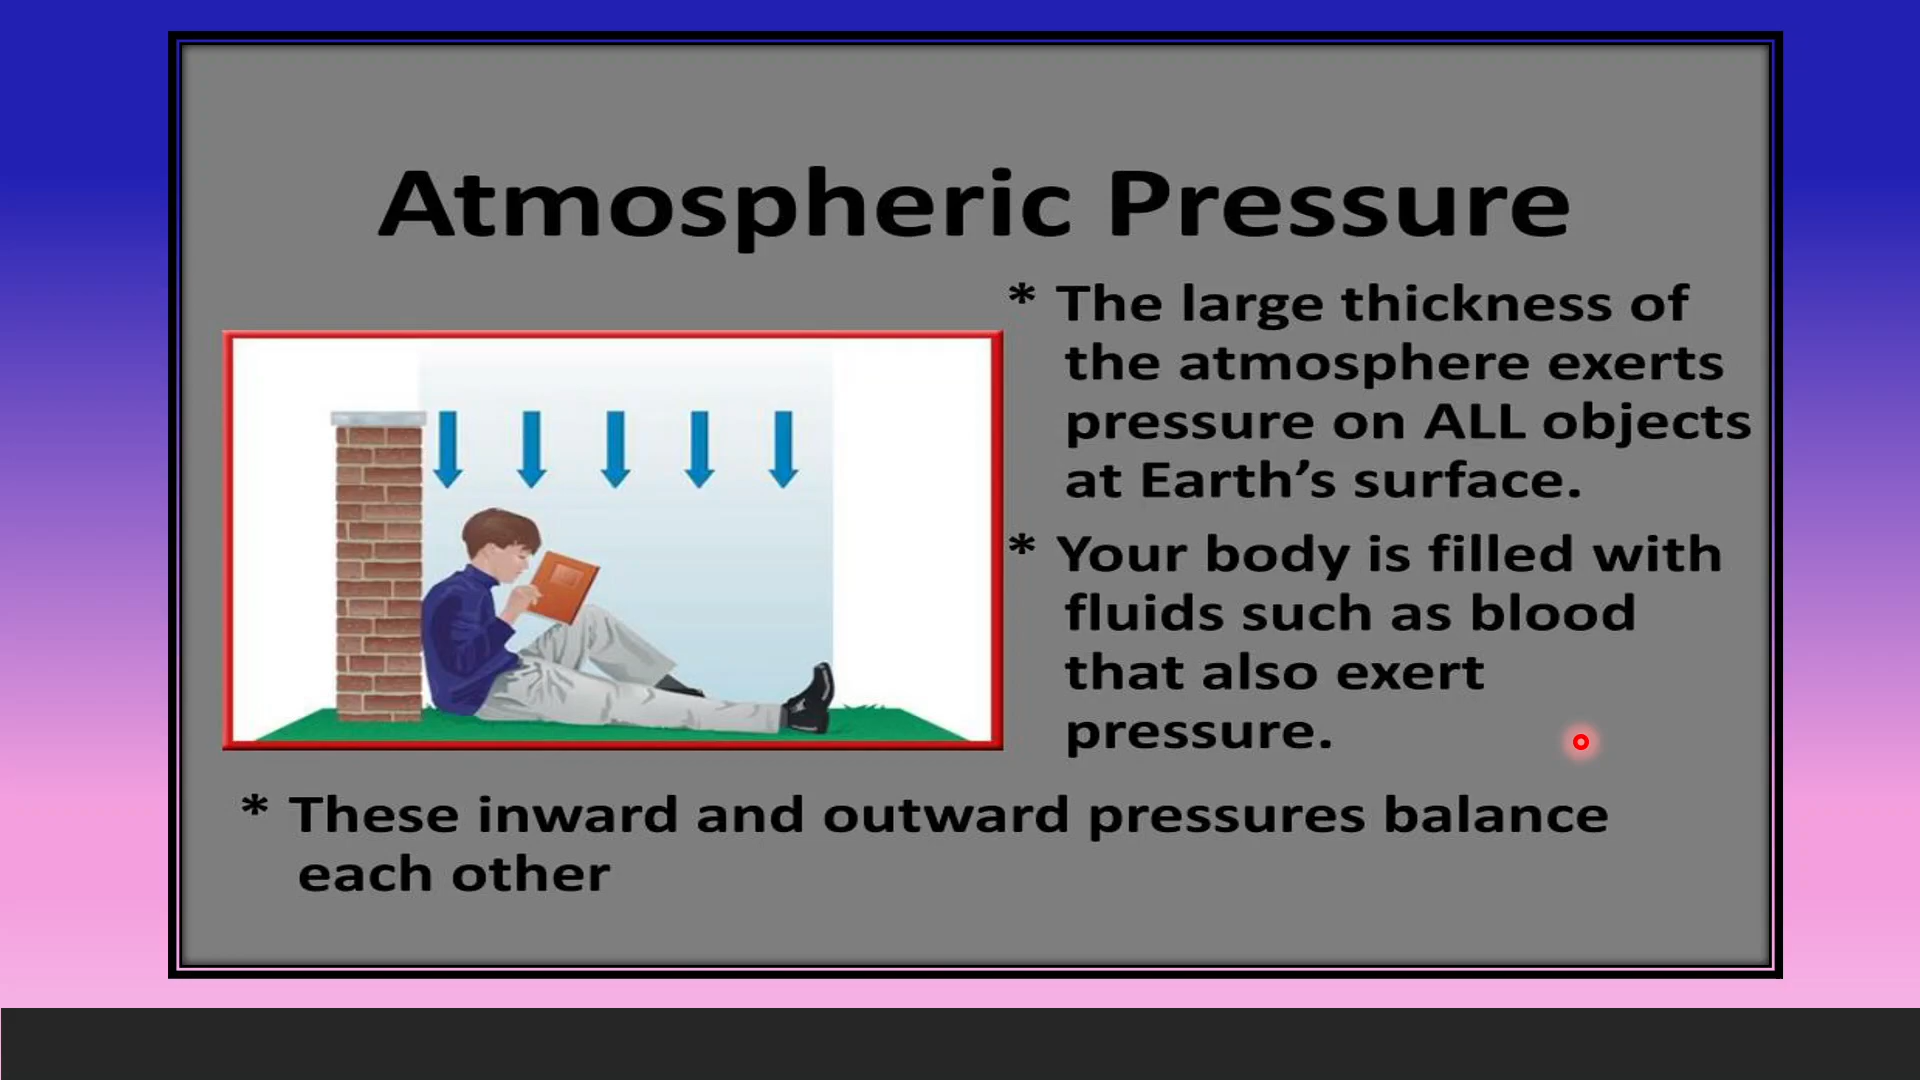 Atmospheric Pressure
* The large thickness of
the atmosphere exerts
pressure on ALL objects
at Earth’s surface.
* Your body is filled with
fluids such as blood
that also exert
pressure.
* These inward and outward pressures balance
each other